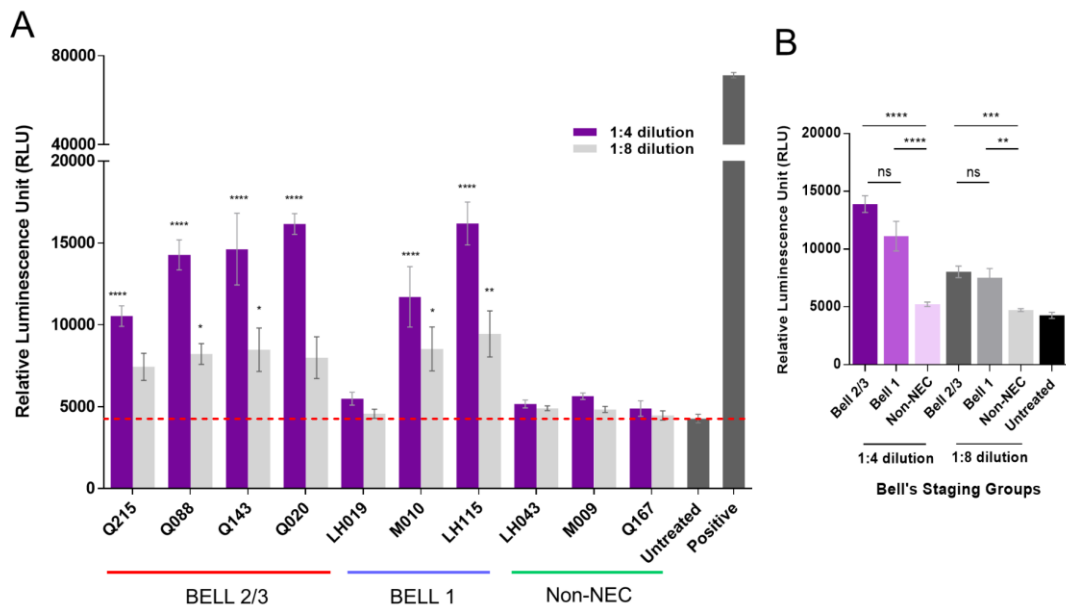 A
80000
40000
20000
15000
10000
5000
0
Relative Luminescence Unit (RLU)
1:4 dilution
1:8 dilution
**** **** **** **** **** ****
* * * **
Q215 Q088 Q143 Q020 LH019 M010 LH115 LH043 M009 Q167 Untreated Positive
BELL 2/3 BELL 1 Non-NEC
B
**** ***
**** **
ns ns
20000
15000
10000
5000
0
Relative Luminescence Unit (RLU)
Bell 2/3 Bell 1 Non-NEC Bell 2/3 Bell 1 Non-NEC Untreated
1:4 dilution 1:8 dilution
Bell's Staging Groups